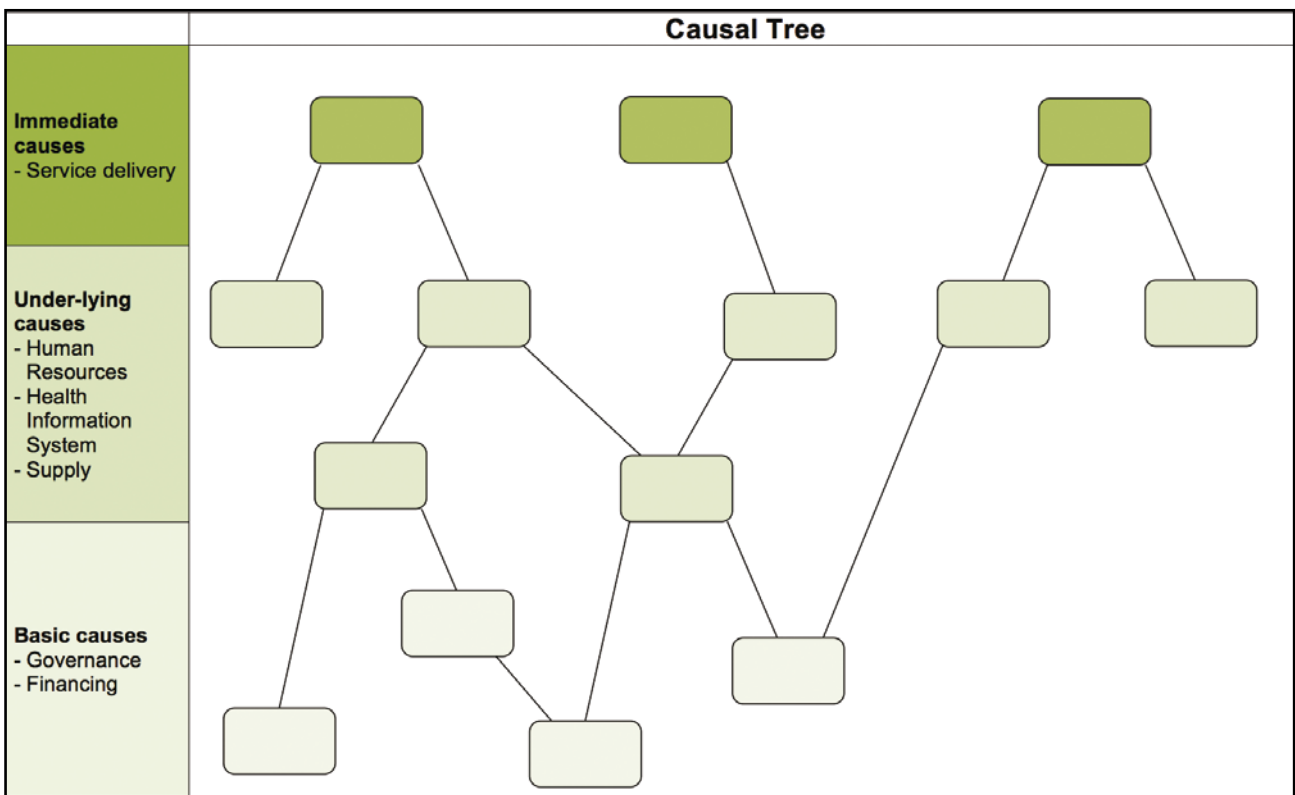 Causal Tree
Immediate
causes
- Service delivery
Under-lying
causes
- Human
Resources
- Health
Information
System
- Supply
Basic causes
- Governance
- Financing